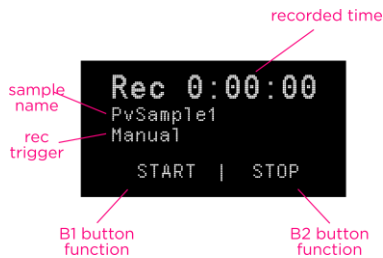 recorded time
Rec 0:00:00
sample
name
PvSample1
rec
trigger
Manual
START | STOP
B1 button
function
B2 button
function